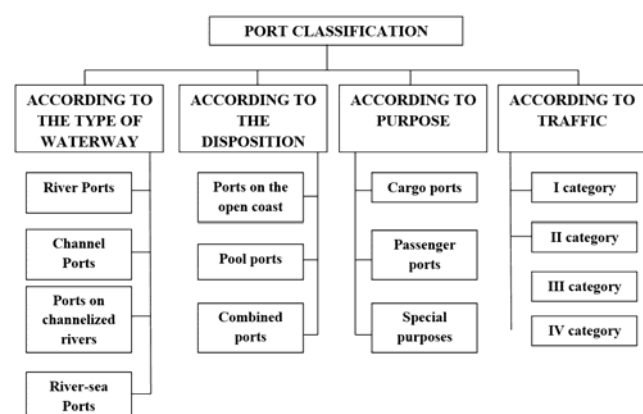 PORT CLASSIFICATION
ACCORDING TO
THE TYPE OF
WATERWAY
River Ports
Channel
Ports
Ports on
channelized
rivers
River-sea
Ports
ACCORDING TO
THE
DISPOSITION
Ports on the
open coast
Pool ports
Combined
ports
ACCORDING TO
PURPOSE
Cargo ports
Passenger
ports
Special
purposes
ACCORDING TO
TRAFFIC
I category
II category
III category
IV category